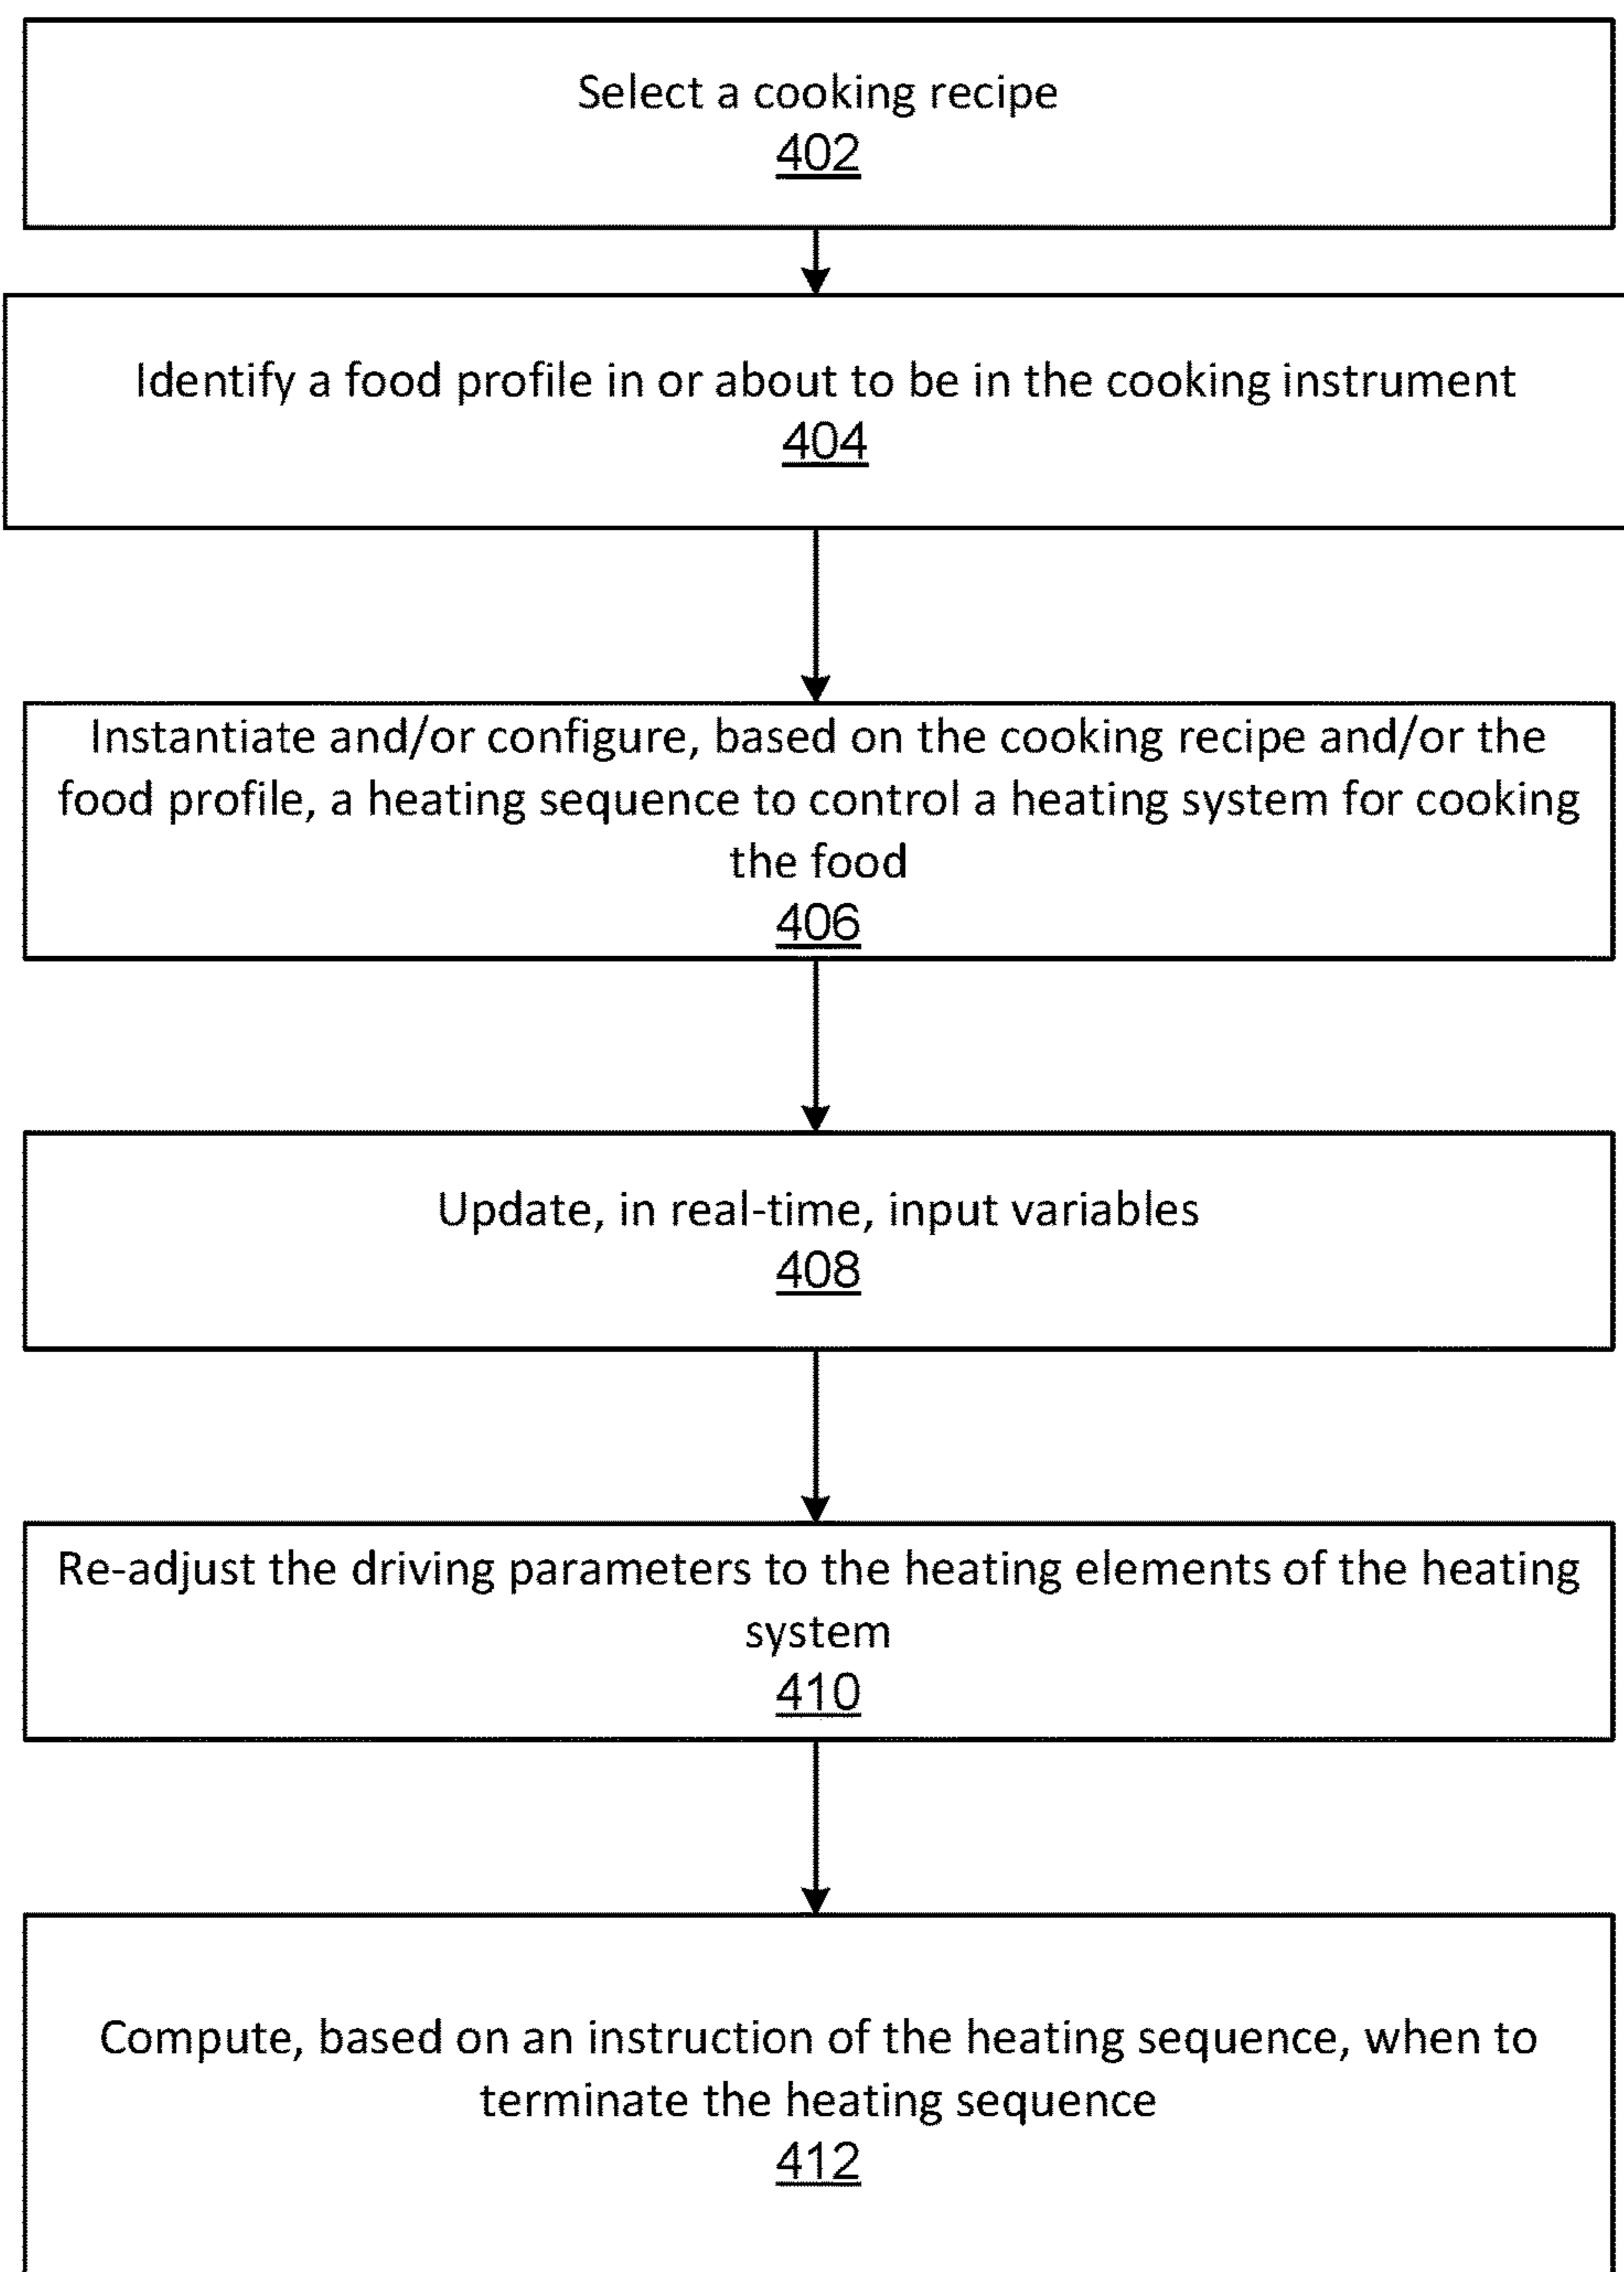 Select a cooking recipe
402
Identify a food profile in or about to be in the cooking instrument
404
Instantiate and/or configure, based on the cooking recipe and/or the
food profile, a heating sequence to control a heating system for cooking
the food
406
Update, in real-time, input variables
408
Re-adjust the driving parameters to the heating elements of the heating
system
410
Compute, based on an instruction of the heating sequence, when to
terminate the heating sequence
412